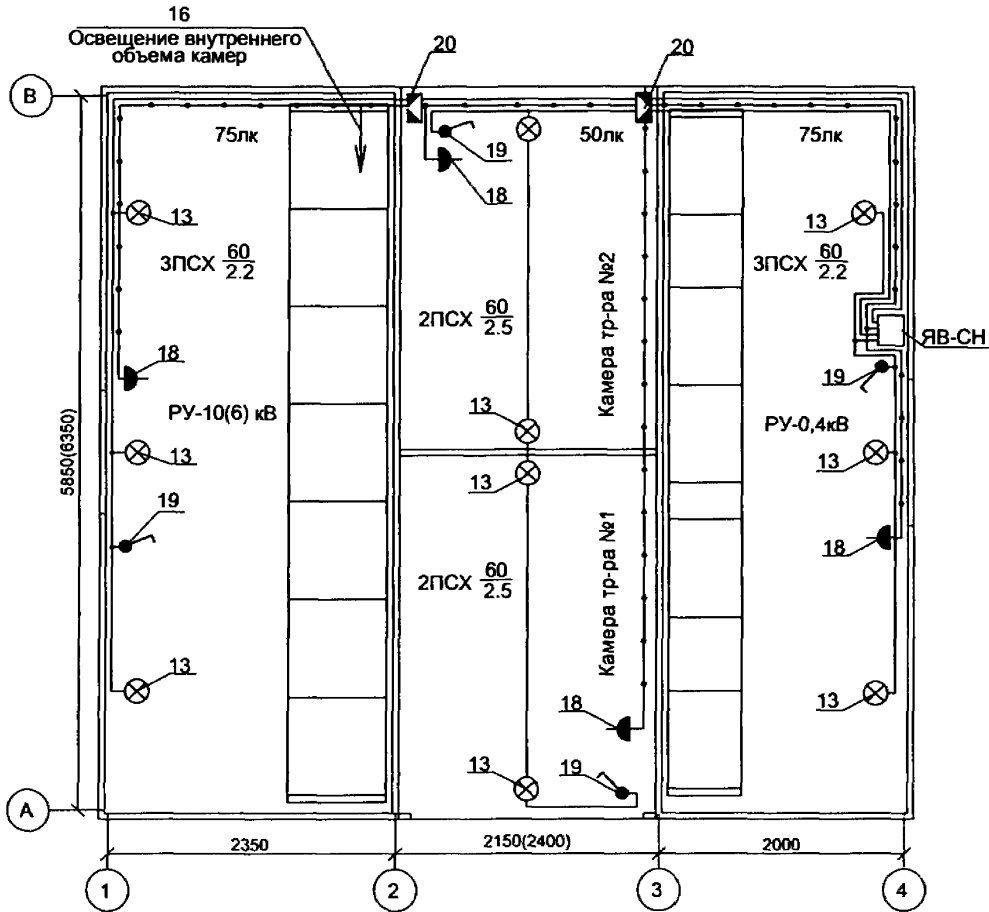 16
Освещение внутреннего
объема камер
20
20
В
75лк
50лк
75лк
19
18
13
13
3ПСХ 60/2.2
2ПСХ 60/2.5
Камера тр-ра №2
3ПСХ 60/2.2
ЯВ-СН
18
19
РУ-10(6) кВ
13
РУ-0,4кВ
5850(6350)
13
13
13
19
18
2ПСХ 60/2.5
Камера тр-ра №1
13
18
13
13
19
А
2350
2150(2400)
2000
1
2
3
4